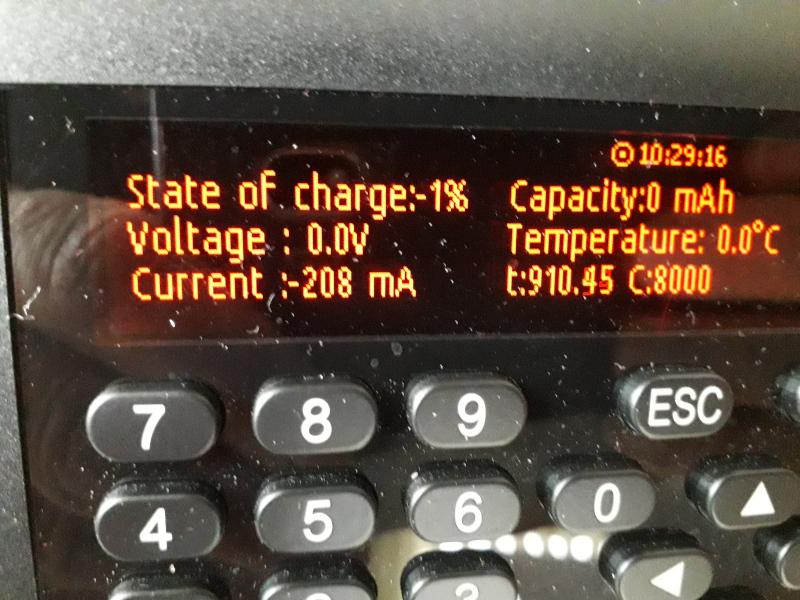 10:29:16
State of charge:-1% Capacity:0 mAh
Voltage : 0.0V Temperature: 0.0°C
Current :-208 mA t:910.45 C:8000
7 8 9 ESC
4 5 6 0 ▲
3 ◀